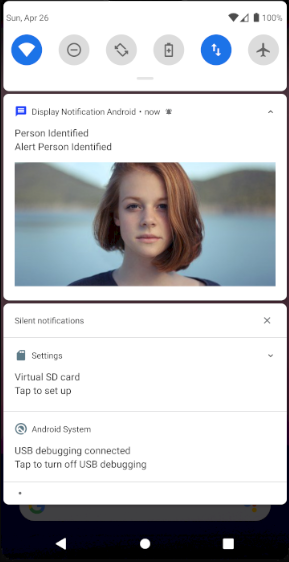 Sun, Apr 26 100%
Display Notification Android • now
Person Identified
Alert Person Identified
Silent notifications
Settings
Virtual SD card
Tap to set up
Android System
USB debugging connected
Tap to turn off USB debugging